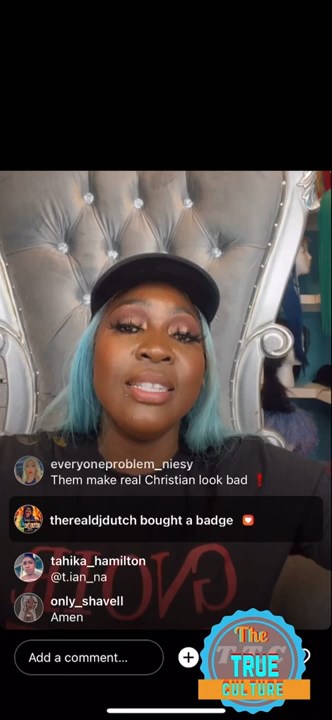 everyoneproblem_niesy
Them make real Christian look bad ❗
therealdjdutch bought a badge
tahika_hamilton
@t.ian_na
only_shavell
Amen
Add a comment...
The
T.T.C
TRUE
CULTURE